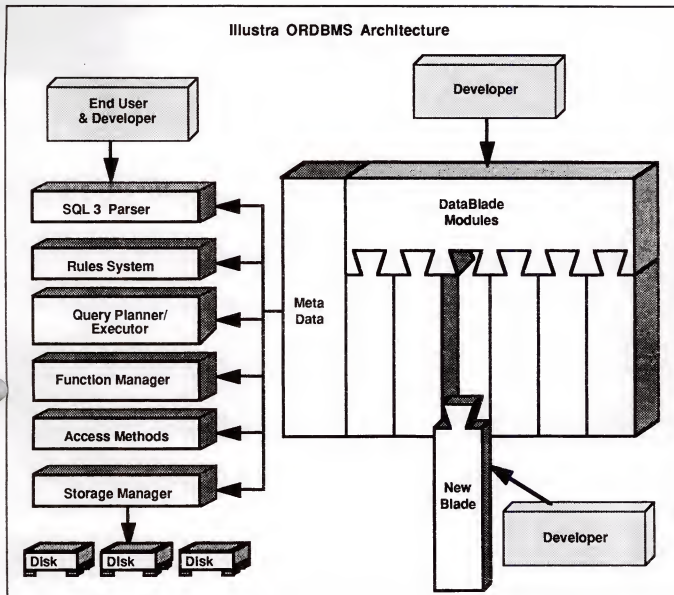 Illustra ORDBMS Architecture
End User
& Developer
Developer
SQL 3 Parser
Rules System
Query Planner/
Executor
Function Manager
Access Methods
Storage Manager
Disk
Disk
Disk
Meta
Data
DataBlade
Modules
New
Blade
Developer